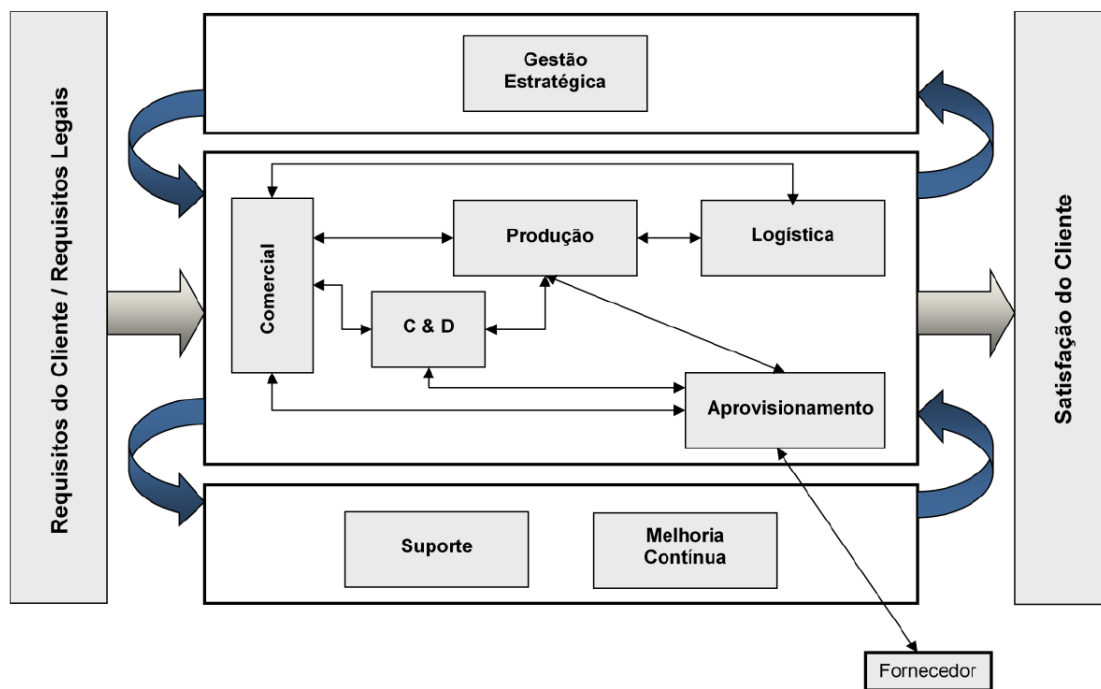 Requisitos do Cliente / Requisitos Legais
Gestão
Estratégica
Comercial
Produção
Logística
C & D
Aprovisionamento
Suporte
Melhoria
Contínua
Satisfação do Cliente
Fornecedor